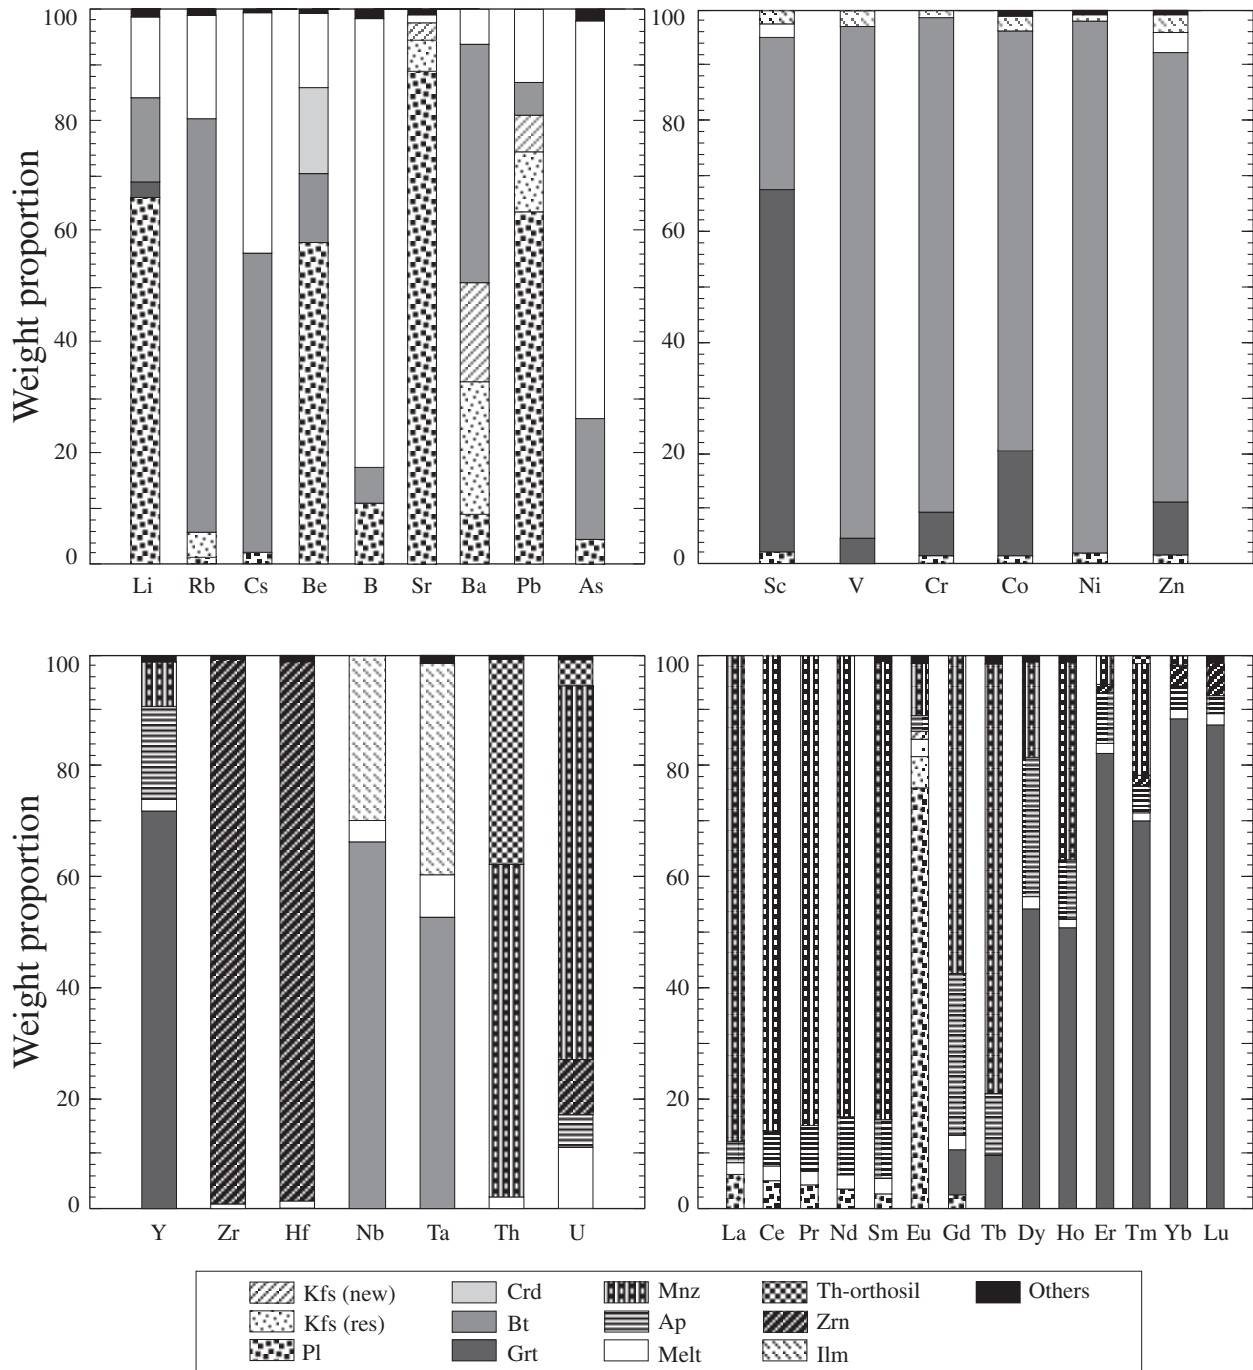 100
80
60
40
20
0
Weight proportion
Li Rb Cs Be B Sr Ba Pb As
100
80
60
40
20
0
Sc V Cr Co Ni Zn
100
80
60
40
20
0
Weight proportion
Y Zr Hf Nb Ta Th U
100
80
60
40
20
0
La Ce Pr Nd Sm Eu Gd Tb Dy Ho Er Tm Yb Lu
Kfs (new) Crd Mnz Th-orthosil Others
Kfs (res) Bt Ap Zrn
Pl Grt Melt Ilm